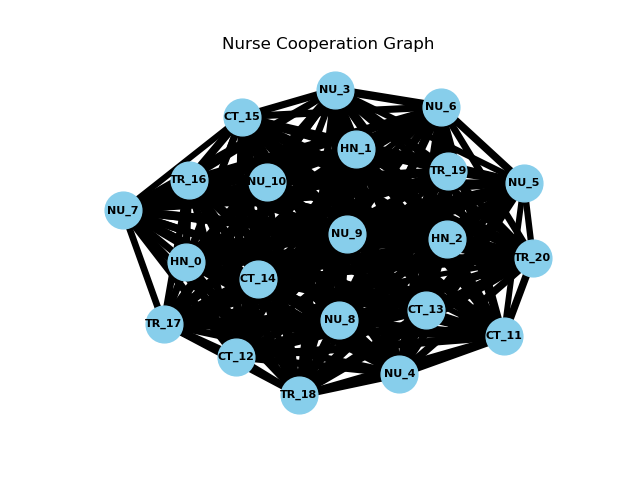 Nurse Cooperation Graph
NU_3
NU_6
CT_15
HN_1
TR_19
TR_16
NU_10
NU_5
NU_7
NU_9
HN_2
TR_20
HN_0
CT_14
CT_13
NU_8
TR_17
CT_11
CT_12
NU_4
TR_18